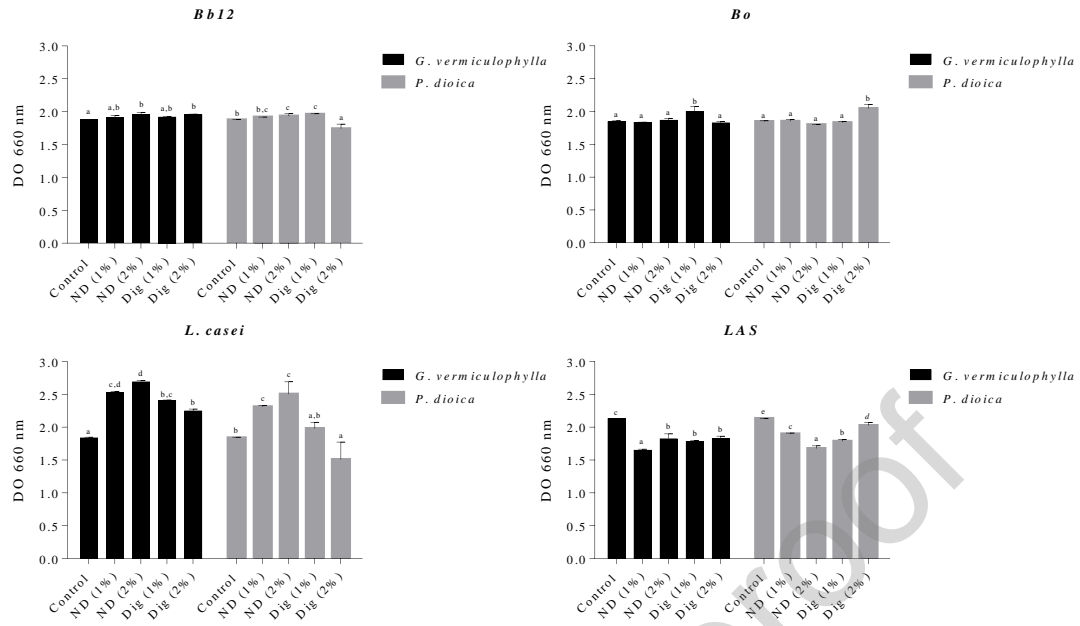 Bb12
3.0
2.5
2.0
1.5
1.0
0.5
0.0
DO 660 nm
a
a,b
b
a,b
b
b
b,c
c
c
a
Control
ND (1%)
ND (2%)
Dig (1%)
Dig (2%)
Control
ND (1%)
ND (2%)
Dig (1%)
Dig (2%)
G. vermiculophylla
P. dioica
Bo
3.0
2.5
2.0
1.5
1.0
0.5
0.0
DO 660 nm
a
a
a
b
a
a
a
a
a
b
Control
ND (1%)
ND (2%)
Dig (1%)
Dig (2%)
Control
ND (1%)
ND (2%)
Dig (1%)
Dig (2%)
G. vermiculophylla
P. dioica
L. casei
3.0
2.5
2.0
1.5
1.0
0.5
0.0
DO 660 nm
a
c,d
d
b,c
b
b
c
c
a,b
a
Control
ND (1%)
ND (2%)
Dig (1%)
Dig (2%)
Control
ND (1%)
ND (2%)
Dig (1%)
Dig (2%)
G. vermiculophylla
P. dioica
LAS
3.0
2.5
2.0
1.5
1.0
0.5
0.0
DO 660 nm
c
a
b
b
b
e
c
a
b
d
Control
ND (1%)
ND (2%)
Dig (1%)
Dig (2%)
Control
ND (1%)
ND (2%)
Dig (1%)
Dig (2%)
G. vermiculophylla
P. dioica
roof